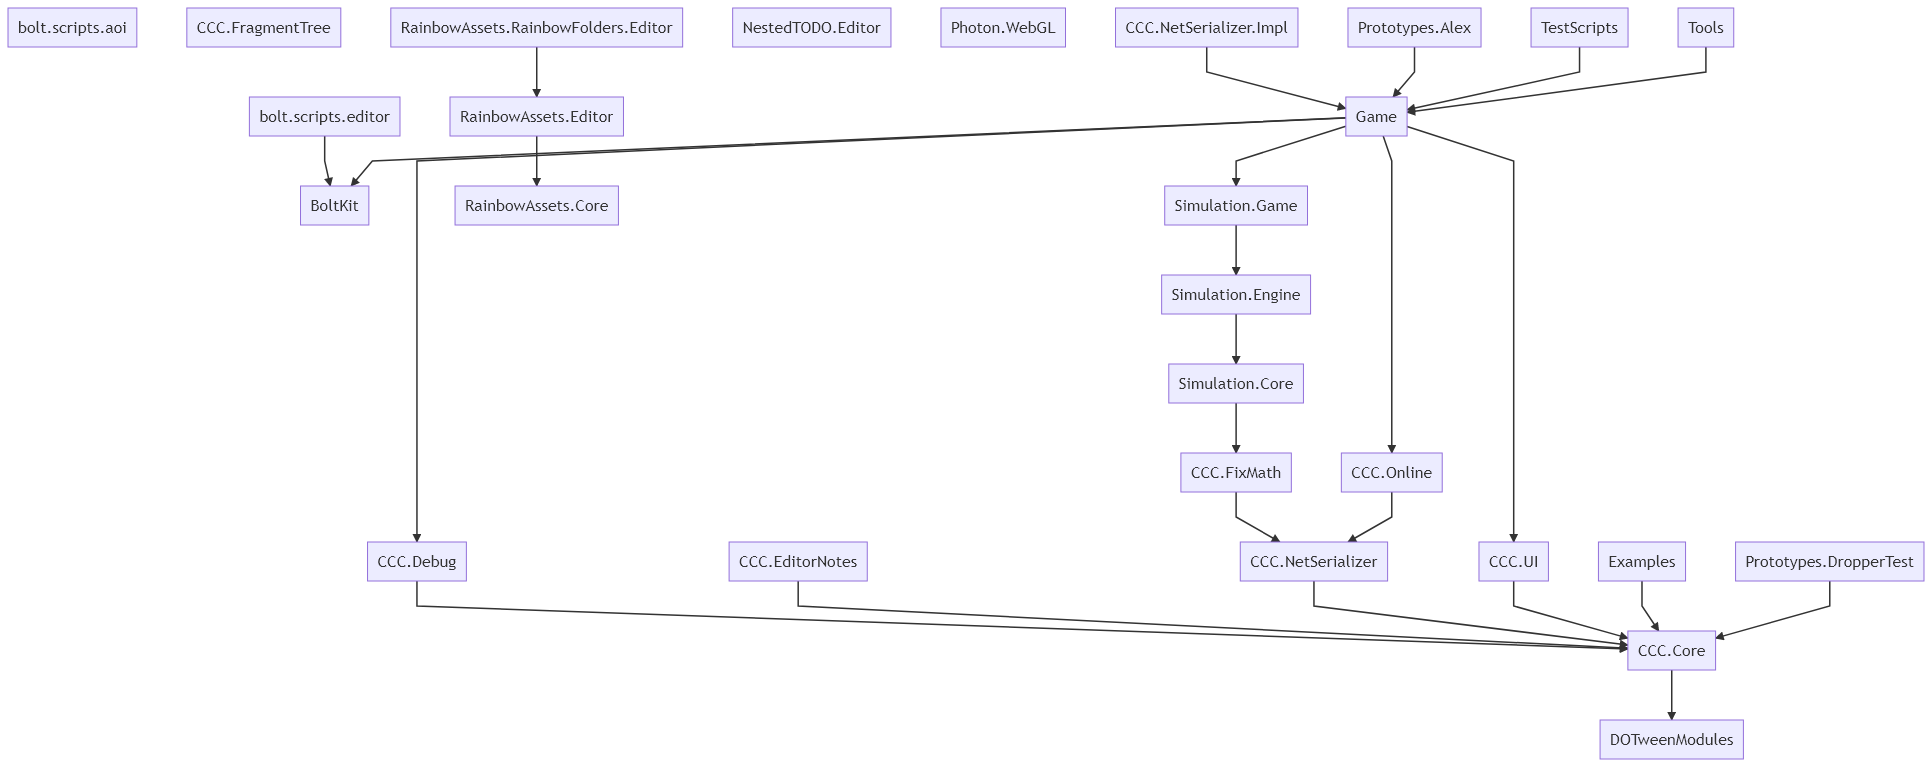 bolt.scripts.aoi
CCC.FragmentTree
RainbowAssets.RainbowFolders.Editor
NestedTODO.Editor
Photon.WebGL
CCC.NetSerializer.Impl
Prototypes.Alex
TestScripts
Tools
bolt.scripts.editor
RainbowAssets.Editor
Game
BoltKit
RainbowAssets.Core
Simulation.Game
Simulation.Engine
Simulation.Core
CCC.FixMath
CCC.Online
CCC.Debug
CCC.EditorNotes
CCC.NetSerializer
CCC.UI
Examples
Prototypes.DropperTest
CCC.Core
DOTweenModules